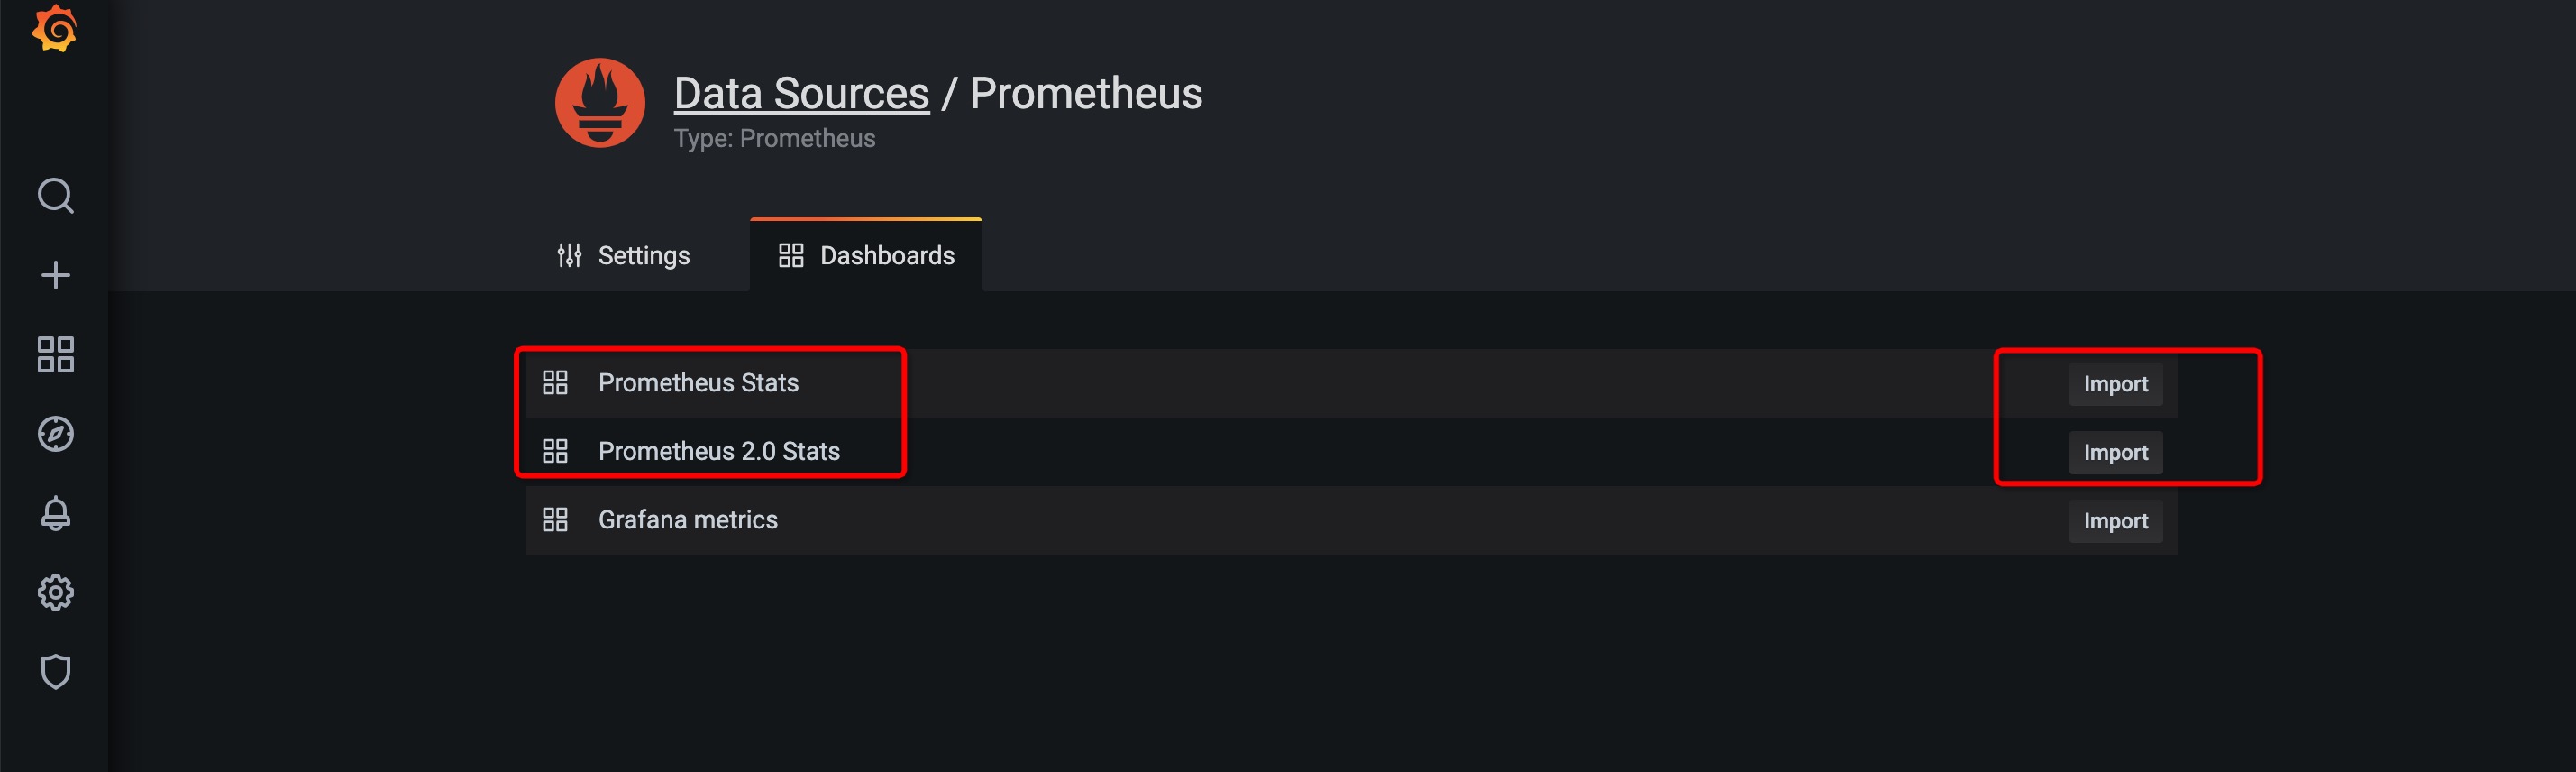 Data Sources / Prometheus
Type: Prometheus
Settings Dashboards
Prometheus Stats Import
Prometheus 2.0 Stats Import
Grafana metrics Import